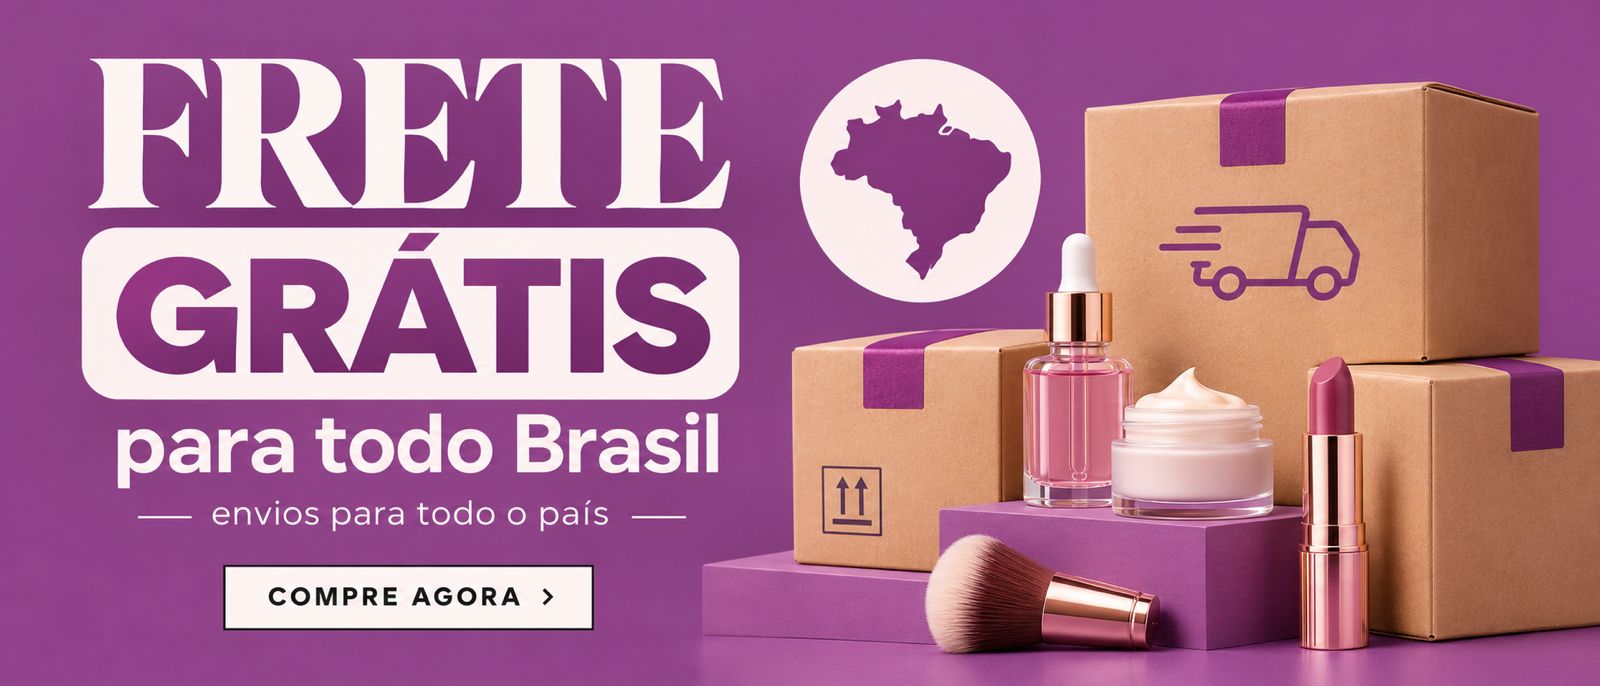 FRETE
GRÁTIS
para todo Brasil
envios para todo o país
COMPRE AGORA >